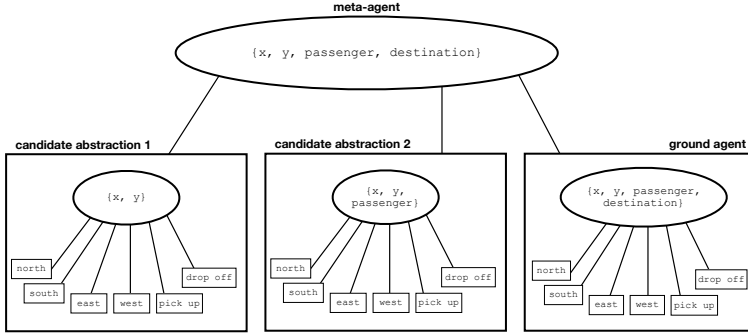 meta-agent
{x, y, passenger, destination}
candidate abstraction 1
candidate abstraction 2
ground agent
{x, y}
{x, y,
passenger}
{x, y, passenger,
destination}
north
south
east
west
pick up
drop off
north
south
east
west
pick up
drop off
north
south
east
west
pick up
drop off